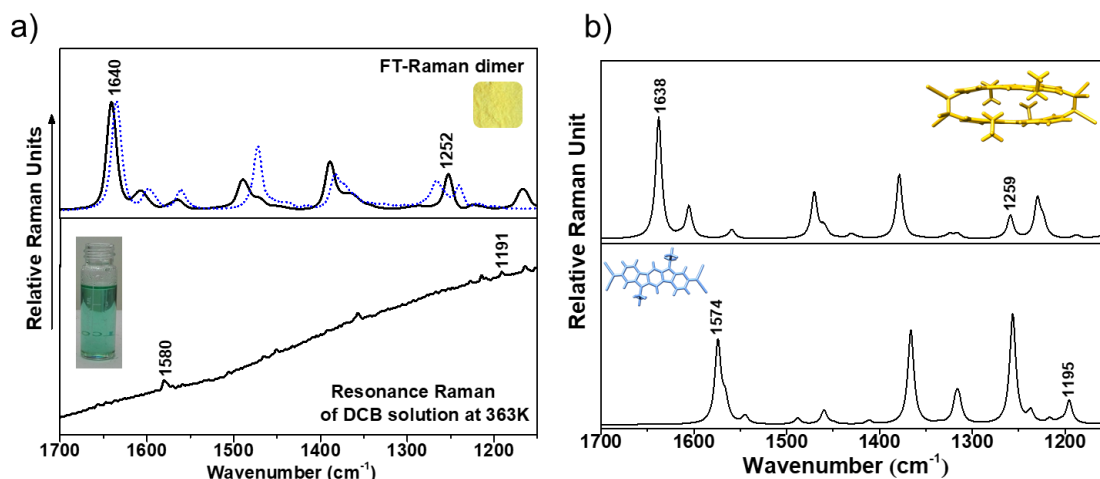 a)
FT-Raman dimer
1640
1252
Relative Raman Units
1191
1580
Resonance Raman
of DCB solution at 363K
1700 1600 1500 1400 1300 1200
Wavenumber (cm⁻¹)
b)
1638
1259
Relative Raman Unit
1574
1195
1700 1600 1500 1400 1300 1200
Wavenumber (cm⁻¹)